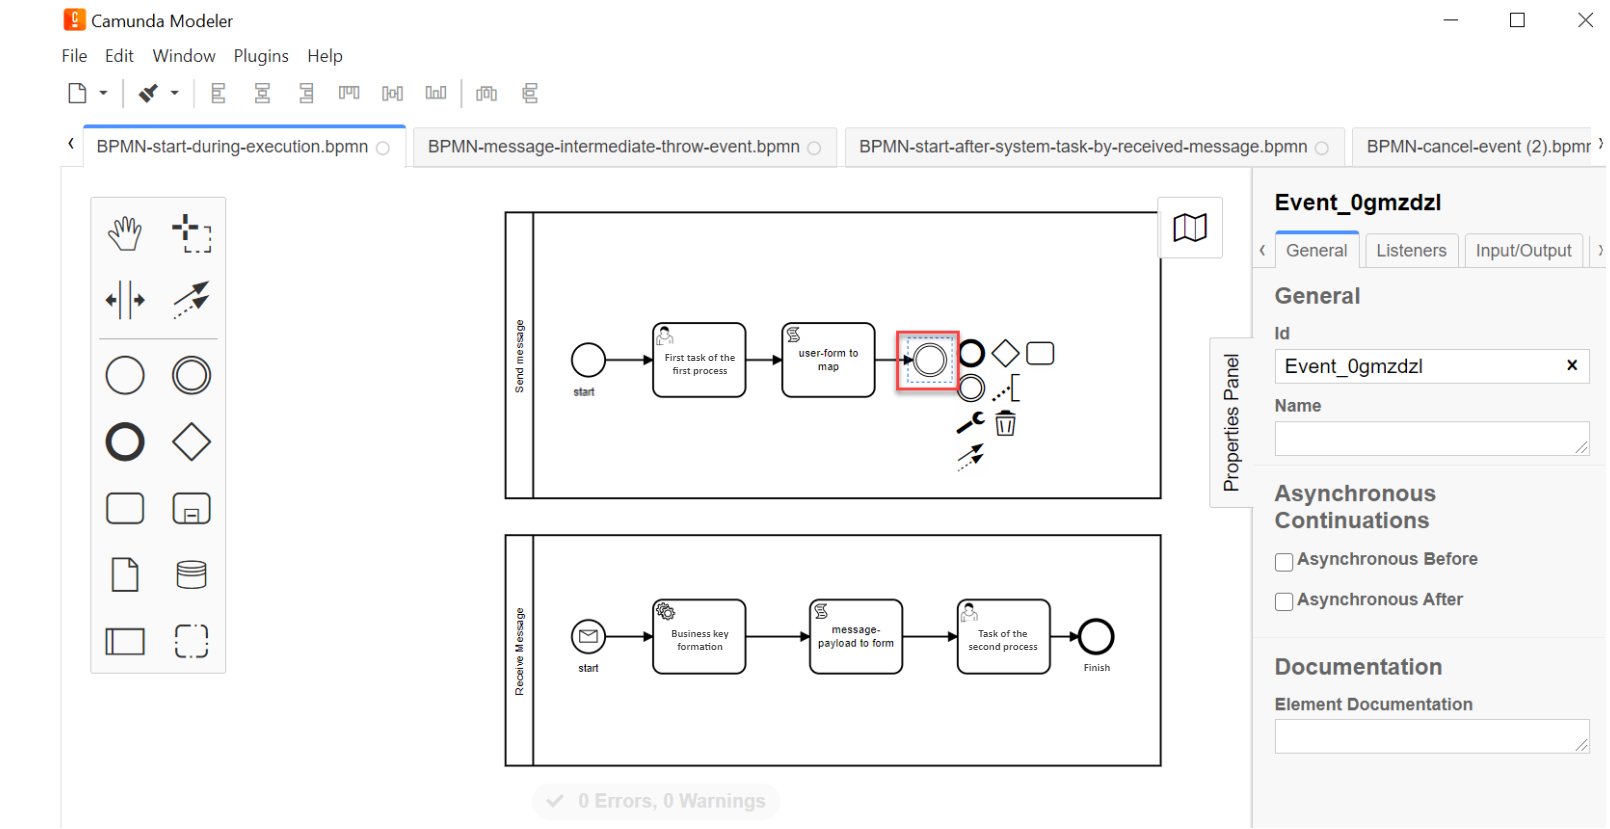 Camunda Modeler
File Edit Window Plugins Help
BPMN-start-during-execution.bpmn
BPMN-message-intermediate-throw-event.bpmn
BPMN-start-after-system-task-by-received-message.bpmn
BPMN-cancel-event (2).bpmn
Send message
start
First task of the
first process
user-form to
map
Receive Message
start
Business key
formation
message-
payload to form
Task of the
second process
Finish
0 Errors, 0 Warnings
Properties Panel
Event_0gmzdzl
General
Listeners
Input/Output
General
Id
Event_0gmzdzl
Name
Asynchronous
Continuations
Asynchronous Before
Asynchronous After
Documentation
Element Documentation